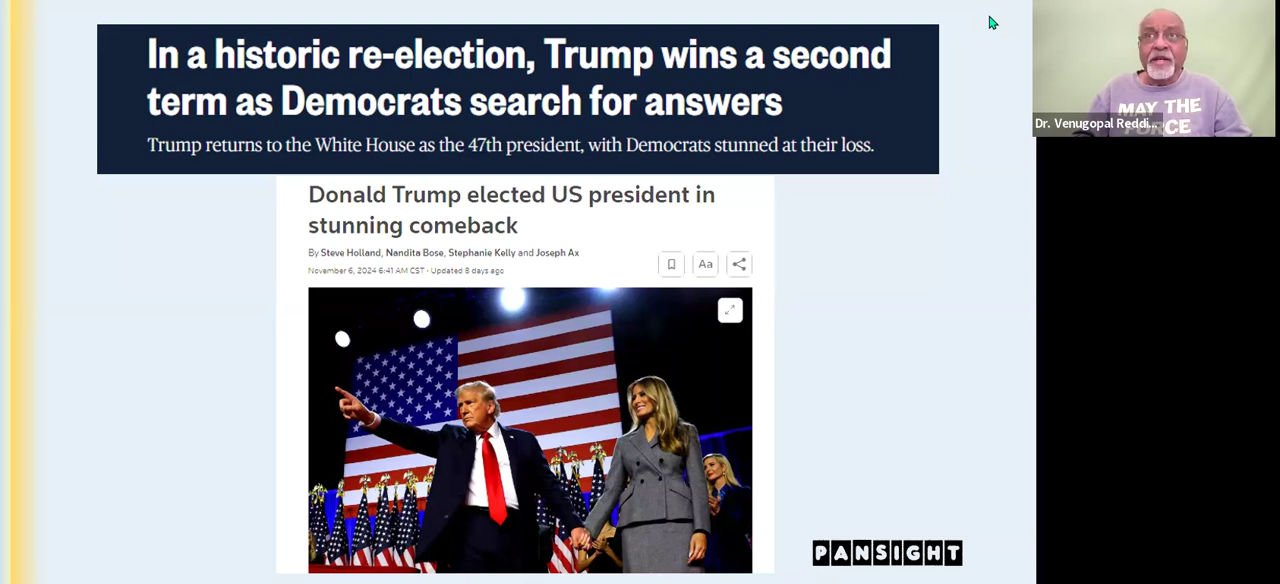 In a historic re-election, Trump wins a second
term as Democrats search for answers
Trump returns to the White House as the 47th president, with Democrats stunned at their loss.
Donald Trump elected US president in
stunning comeback
By Steve Holland, Nandita Bose, Stephanie Kelly and Joseph Ax
November 6, 2024 6:41 AM CST · Updated 8 days ago
Aa
PANSIGHT
MAY THE
FORCE
Dr. Venugopal Reddi...